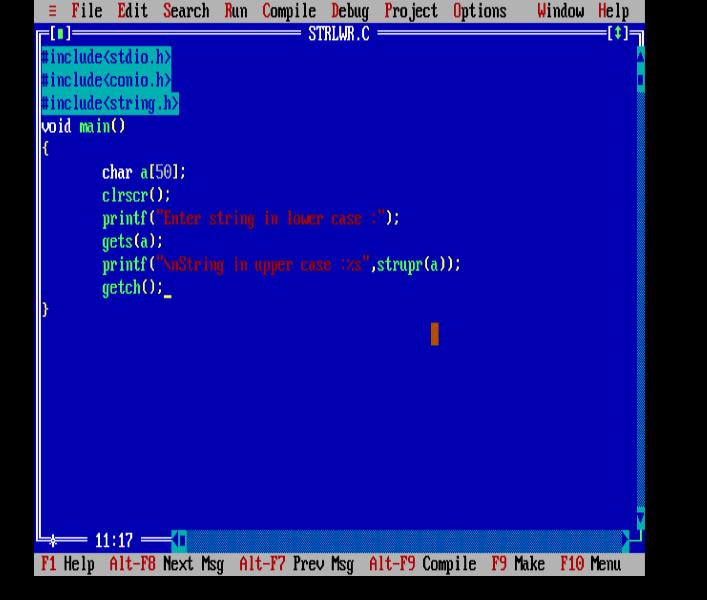 ≡ File Edit Search Run Compile Debug Project Options Window Help
[■] STRLWR.C [↕]
#include<stdio.h>
#include<conio.h>
#include<string.h>
void main()
{
char a[50];
clrscr();
printf("Enter string in lower case :");
gets(a);
printf("\nString in upper case :%s",strupr(a));
getch();_
}
11:17
F1 Help Alt-F8 Next Msg Alt-F7 Prev Msg Alt-F9 Compile F9 Make F10 Menu